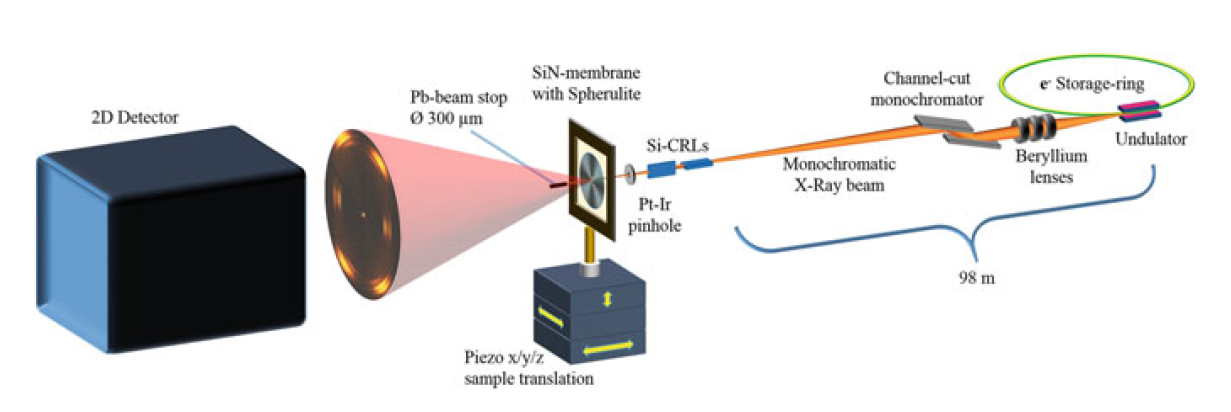 2D Detector
Pb-beam stop
Ø 300 μm
SiN-membrane
with Spherulite
Si-CRLs
Pt-Ir
pinhole
Piezo x/y/z
sample translation
Monochromatic
X-Ray beam
Channel-cut
monochromator
e- Storage-ring
Beryllium
lenses
Undulator
98 m